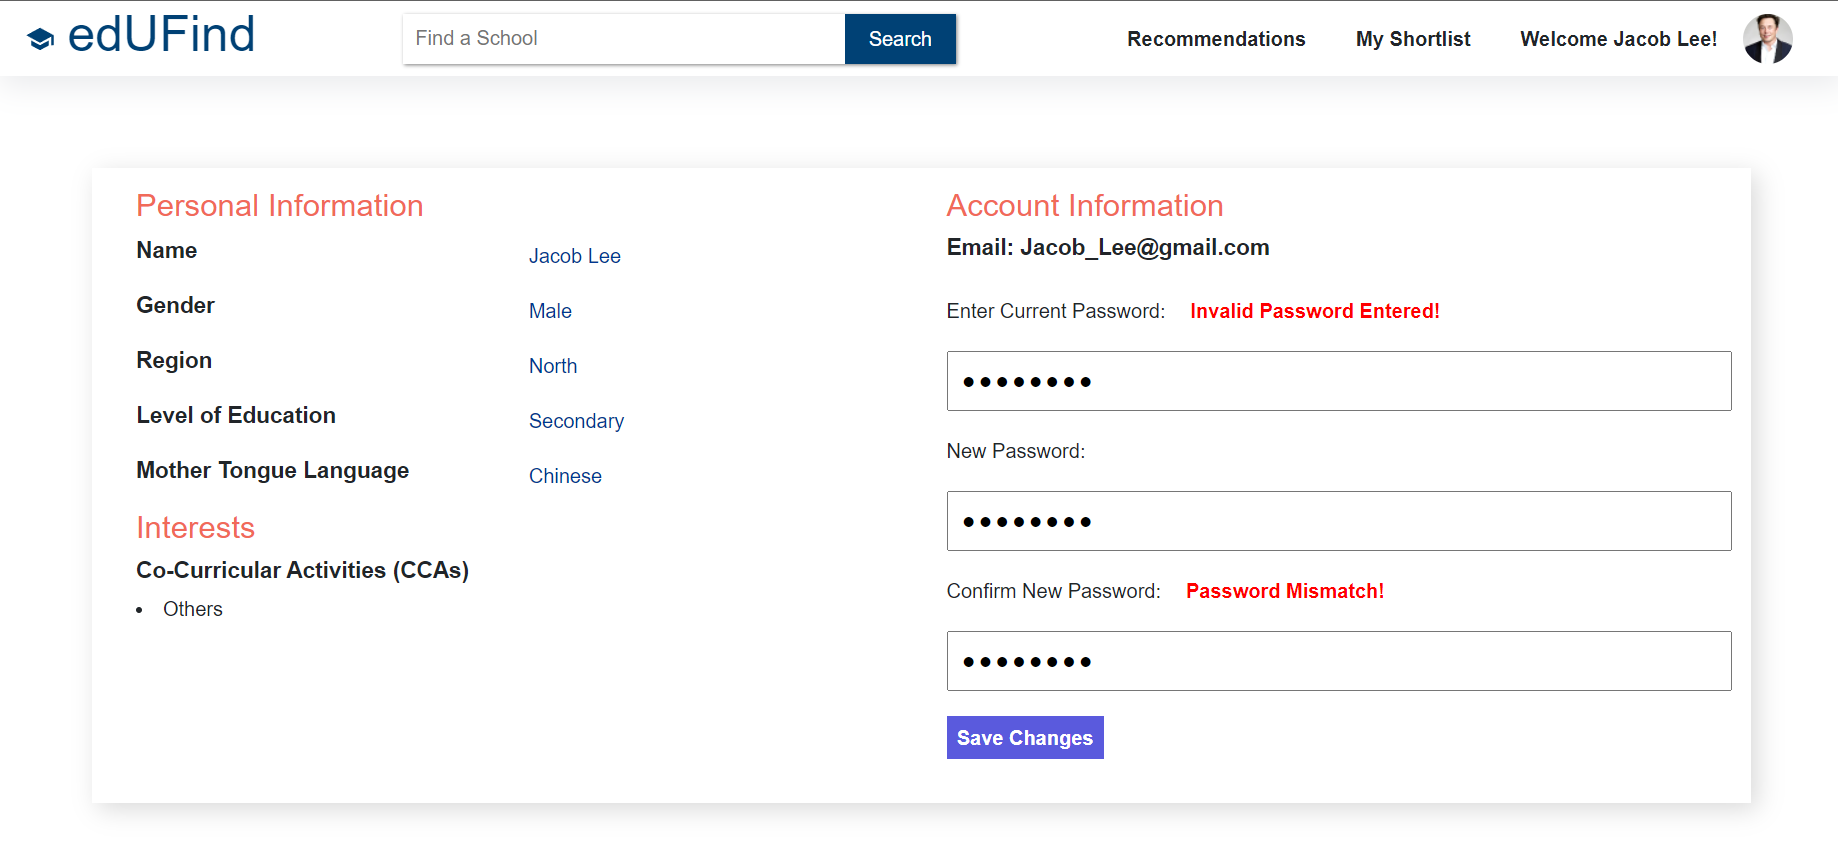 edUFind
Find a School
Search
Recommendations
My Shortlist
Welcome Jacob Lee!
Personal Information
Name
Jacob Lee
Gender
Male
Region
North
Level of Education
Secondary
Mother Tongue Language
Chinese
Interests
Co-Curricular Activities (CCAs)
• Others
Account Information
Email: Jacob_Lee@gmail.com
Enter Current Password: Invalid Password Entered!
••••••••
New Password:
••••••••
Confirm New Password: Password Mismatch!
••••••••
Save Changes